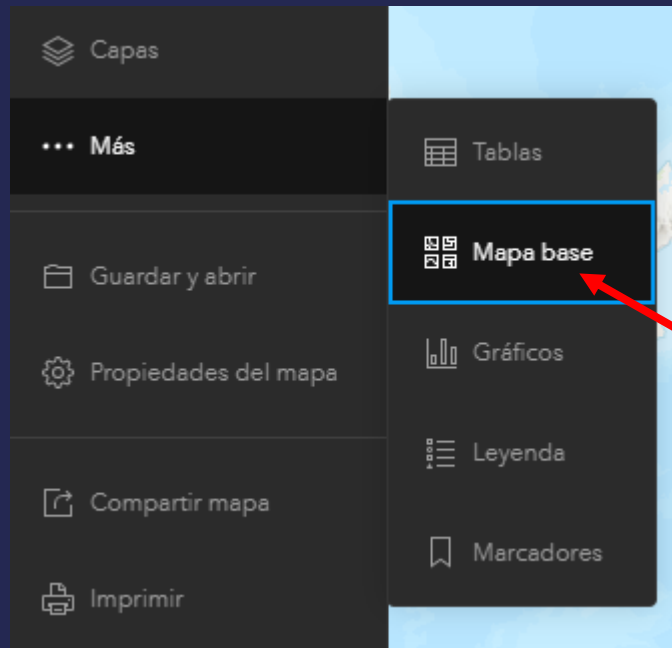 Capas
Más
Guardar y abrir
Propiedades del mapa
Compartir mapa
Imprimir
Tablas
Mapa base
Gráficos
Leyenda
Marcadores